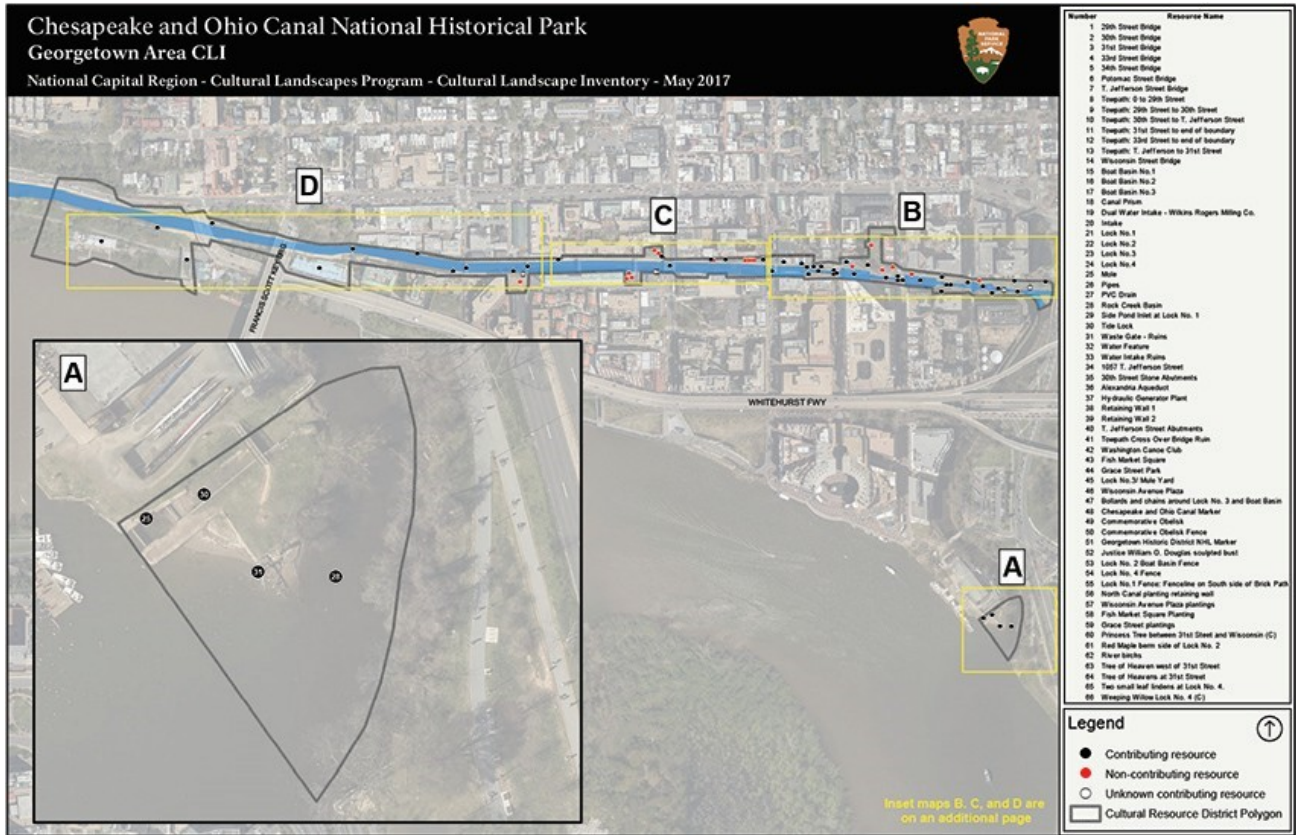 Chesapeake and Ohio Canal National Historical Park
Georgetown Area CLI
National Capital Region - Cultural Landscapes Program - Cultural Landscape Inventory - May 2017
NATIONAL
PARK
SERVICE
D
C
B
FRANCIS SCOTT KEY BRG
WHITEHURST FWY
A
30
25
31
28
A
Inset maps B, C, and D are
on an additional page
Number Resource Name
1 29th Street Bridge
2 30th Street Bridge
3 31st Street Bridge
4 33rd Street Bridge
5 34th Street Bridge
6 Potomac Street Bridge
7 T. Jefferson Street Bridge
8 Towpath: 0 to 29th Street
9 Towpath: 29th Street to 30th Street
10 Towpath: 30th Street to T. Jefferson Street
11 Towpath: 31st Street to end of boundary
12 Towpath: 33rd Street to end of boundary
13 Towpath: T. Jefferson to 31st Street
14 Wisconsin Street Bridge
15 Boat Basin No.1
16 Boat Basin No.2
17 Boat Basin No.3
18 Canal Prism
19 Dual Water Intake - Wilkins Rogers Milling Co.
20 Intake
21 Lock No.1
22 Lock No.2
23 Lock No.3
24 Lock No.4
25 Mole
26 Pipes
27 PVC Drain
28 Rock Creek Basin
29 Side Pond Inlet at Lock No. 1
30 Tide Lock
31 Waste Gate - Ruins
32 Water Feature
33 Water Intake Ruins
34 1057 T. Jefferson Street
35 30th Street Stone Abutments
36 Alexandria Aqueduct
37 Hydraulic Generator Plant
38 Retaining Wall 1
39 Retaining Wall 2
40 T. Jefferson Street Abutments
41 Towpath Cross Over Bridge Ruin
42 Washington Canoe Club
43 Fish Market Square
44 Grace Street Park
45 Lock No.3/ Mule Yard
46 Wisconsin Avenue Plaza
47 Bollards and chains around Lock No. 3 and Boat Basin
48 Chesapeake and Ohio Canal Marker
49 Commemorative Obelisk
50 Commemorative Obelisk Fence
51 Georgetown Historic District NHL Marker
52 Justice William O. Douglas sculpted bust
53 Lock No. 2 Boat Basin Fence
54 Lock No. 4 Fence
55 Lock No.1 Fence: Fenceline on South side of Brick Path
56 North Canal planting retaining wall
57 Wisconsin Avenue Plaza plantings
58 Fish Market Square Planting
59 Grace Street plantings
60 Princess Tree between 31st Steet and Wisconsin (C)
61 Red Maple berm side of Lock No. 2
62 River birchs
63 Tree of Heaven west of 31st Street
64 Tree of Heavens at 31st Street
65 Two small leaf lindens at Lock No. 4.
66 Weeping Willow Lock No. 4 (C)
Legend
Contributing resource
Non-contributing resource
Unknown contributing resource
Cultural Resource District Polygon